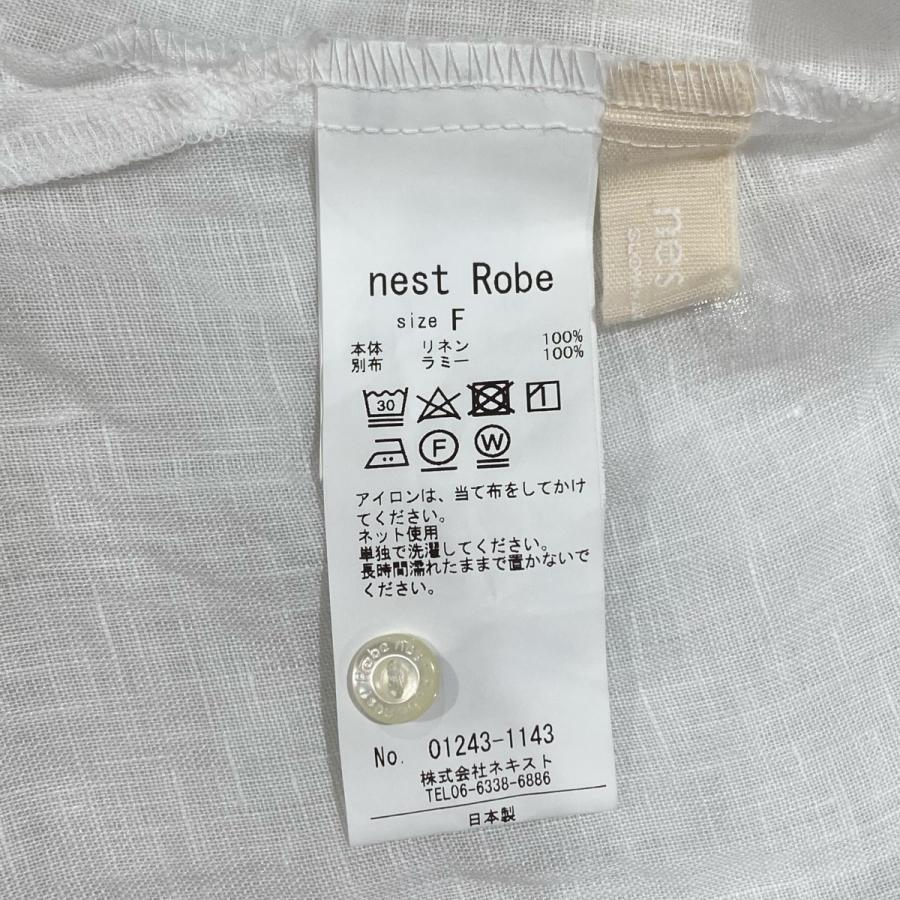 nest Robe
size F
本体 リネン 100%
別布 ラミー 100%
30
F W
アイロンは、当て布をしてかけ
てください。
ネット使用
単独で洗濯してください。
長時間濡れたままで置かないで
ください。
No. 01243-1143
株式会社ネキスト
TEL06-6338-6886
日本製
nes